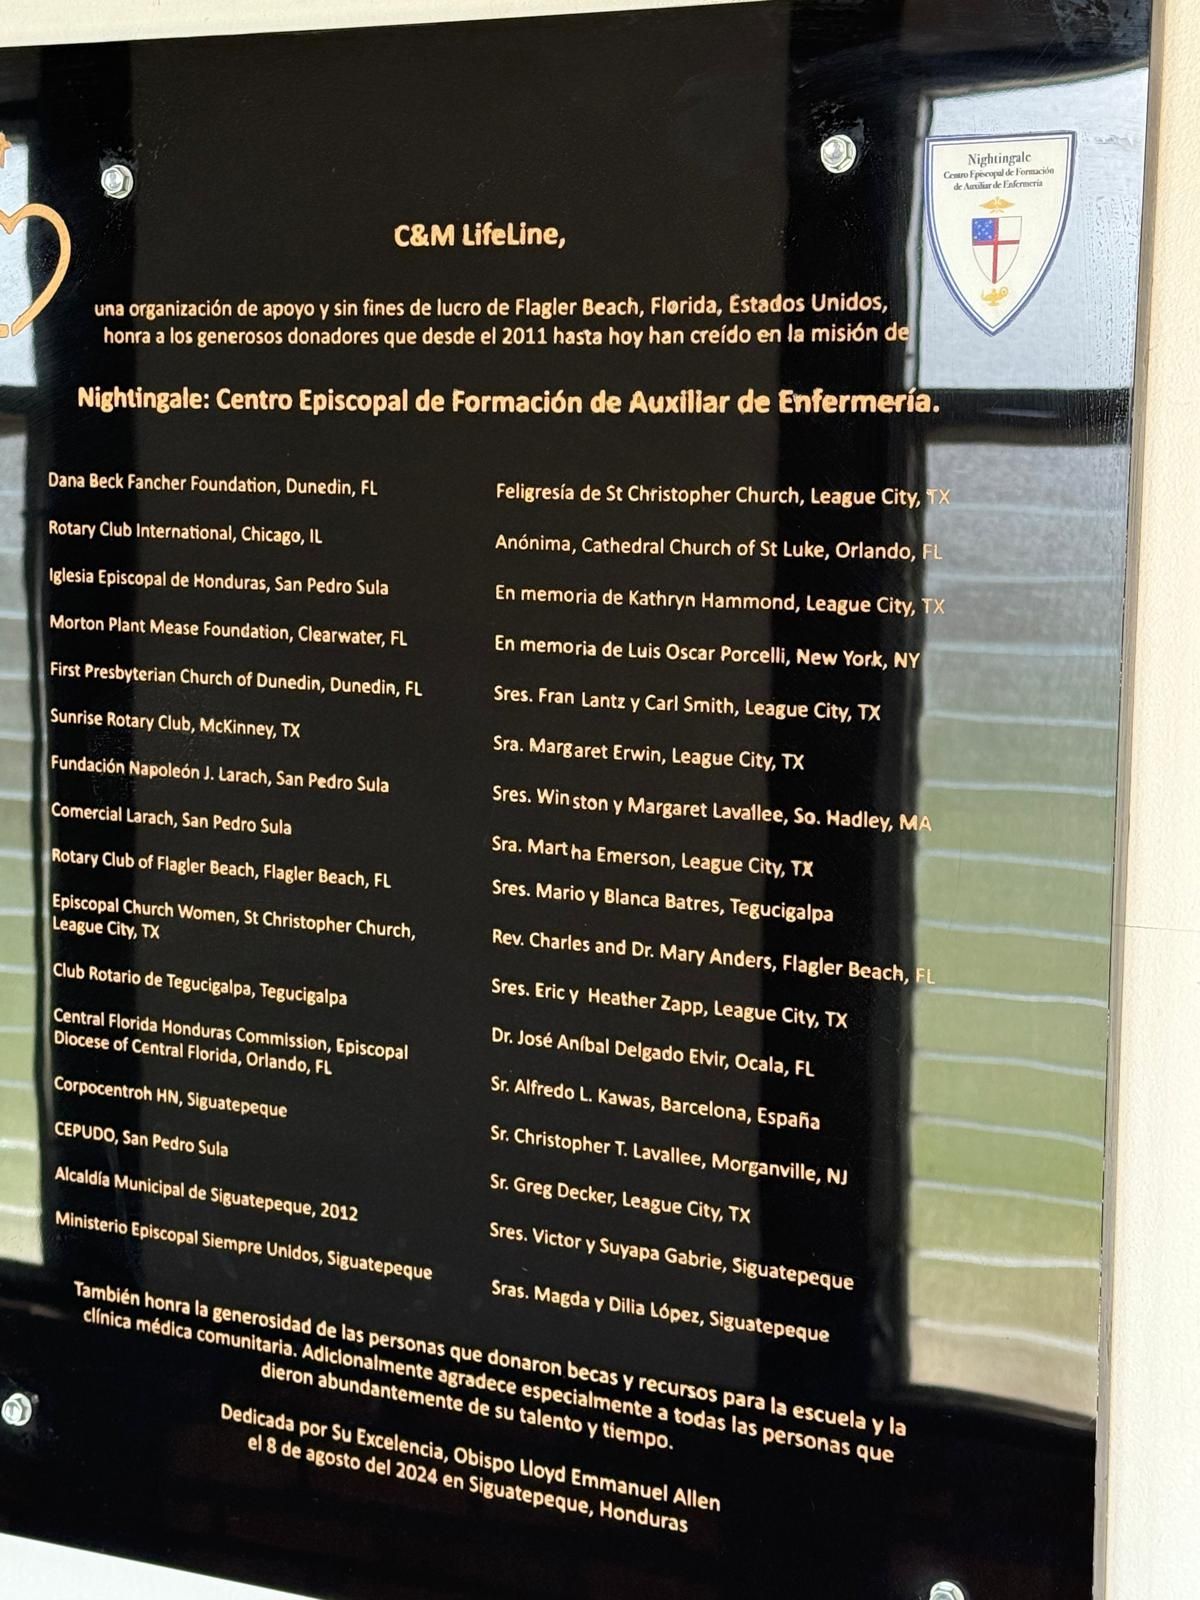 Nightingale
Centro Episcopal de Formación
de Auxiliar de Enfermería
C&M LifeLine,
una organización de apoyo y sin fines de lucro de Flagler Beach, Florida, Estados Unidos,
honra a los generosos donadores que desde el 2011 hasta hoy han creído en la misión de
Nightingale: Centro Episcopal de Formación de Auxiliar de Enfermería.
Dana Beck Fancher Foundation, Dunedin, FL
Rotary Club International, Chicago, IL
Iglesia Episcopal de Honduras, San Pedro Sula
Morton Plant Mease Foundation, Clearwater, FL
First Presbyterian Church of Dunedin, Dunedin, FL
Sunrise Rotary Club, McKinney, TX
Fundación Napoleón J. Larach, San Pedro Sula
Comercial Larach, San Pedro Sula
Rotary Club of Flagler Beach, Flagler Beach, FL
Episcopal Church Women, St Christopher Church,
League City, TX
Club Rotario de Tegucigalpa, Tegucigalpa
Central Florida Honduras Commission, Episcopal
Diocese of Central Florida, Orlando, FL
Corpocentroh HN, Siguatepeque
CEPUDO, San Pedro Sula
Alcaldía Municipal de Siguatepeque, 2012
Ministerio Episcopal Siempre Unidos, Siguatepeque
Feligresía de St Christopher Church, League City, TX
Anónima, Cathedral Church of St Luke, Orlando, FL
En memoria de Kathryn Hammond, League City, TX
En memoria de Luis Oscar Porcelli, New York, NY
Sres. Fran Lantz y Carl Smith, League City, TX
Sra. Margaret Erwin, League City, TX
Sres. Winston y Margaret Lavallee, So. Hadley, MA
Sra. Martha Emerson, League City, TX
Sres. Mario y Blanca Batres, Tegucigalpa
Rev. Charles and Dr. Mary Anders, Flagler Beach, FL
Sres. Eric y Heather Zapp, League City, TX
Dr. José Aníbal Delgado Elvir, Ocala, FL
Sr. Alfredo L. Kawas, Barcelona, España
Sr. Christopher T. Lavallee, Morganville, NJ
Sr. Greg Decker, League City, TX
Sres. Victor y Suyapa Gabrie, Siguatepeque
Sras. Magda y Dilia López, Siguatepeque
También honra la generosidad de las personas que donaron becas y recursos para la escuela y la
clínica médica comunitaria. Adicionalmente agradece especialmente a todas las personas que
dieron abundantemente de su talento y tiempo.
Dedicada por Su Excelencia, Obispo Lloyd Emmanuel Allen
el 8 de agosto del 2024 en Siguatepeque, Honduras